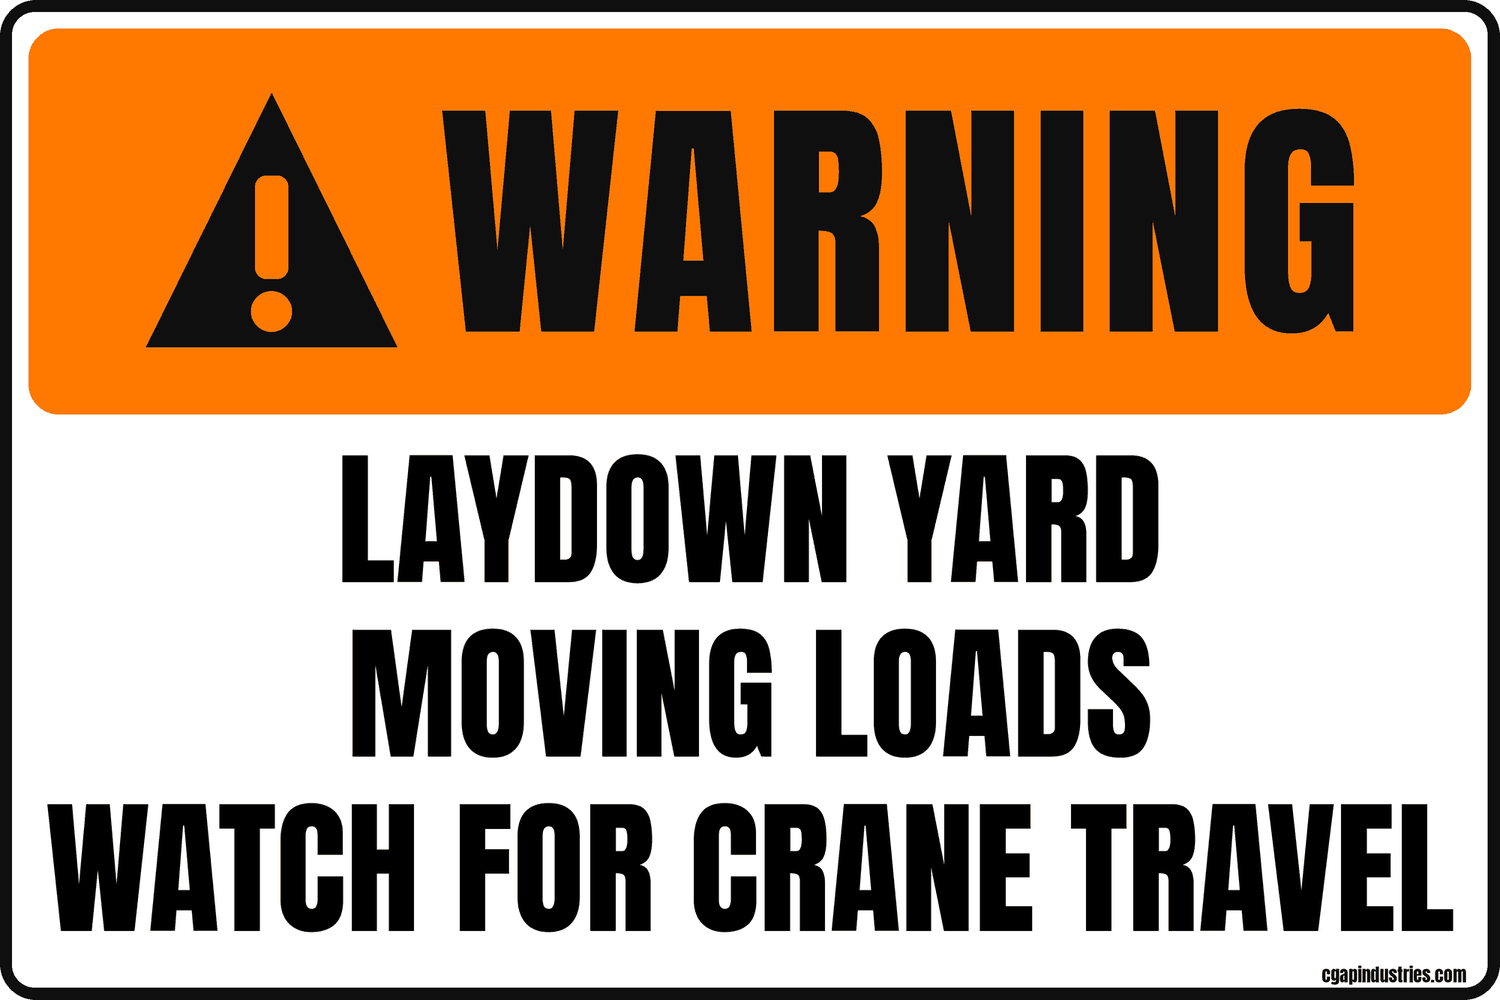 WARNING
LAYDOWN YARD
MOVING LOADS
WATCH FOR CRANE TRAVEL
cgapindustries.com